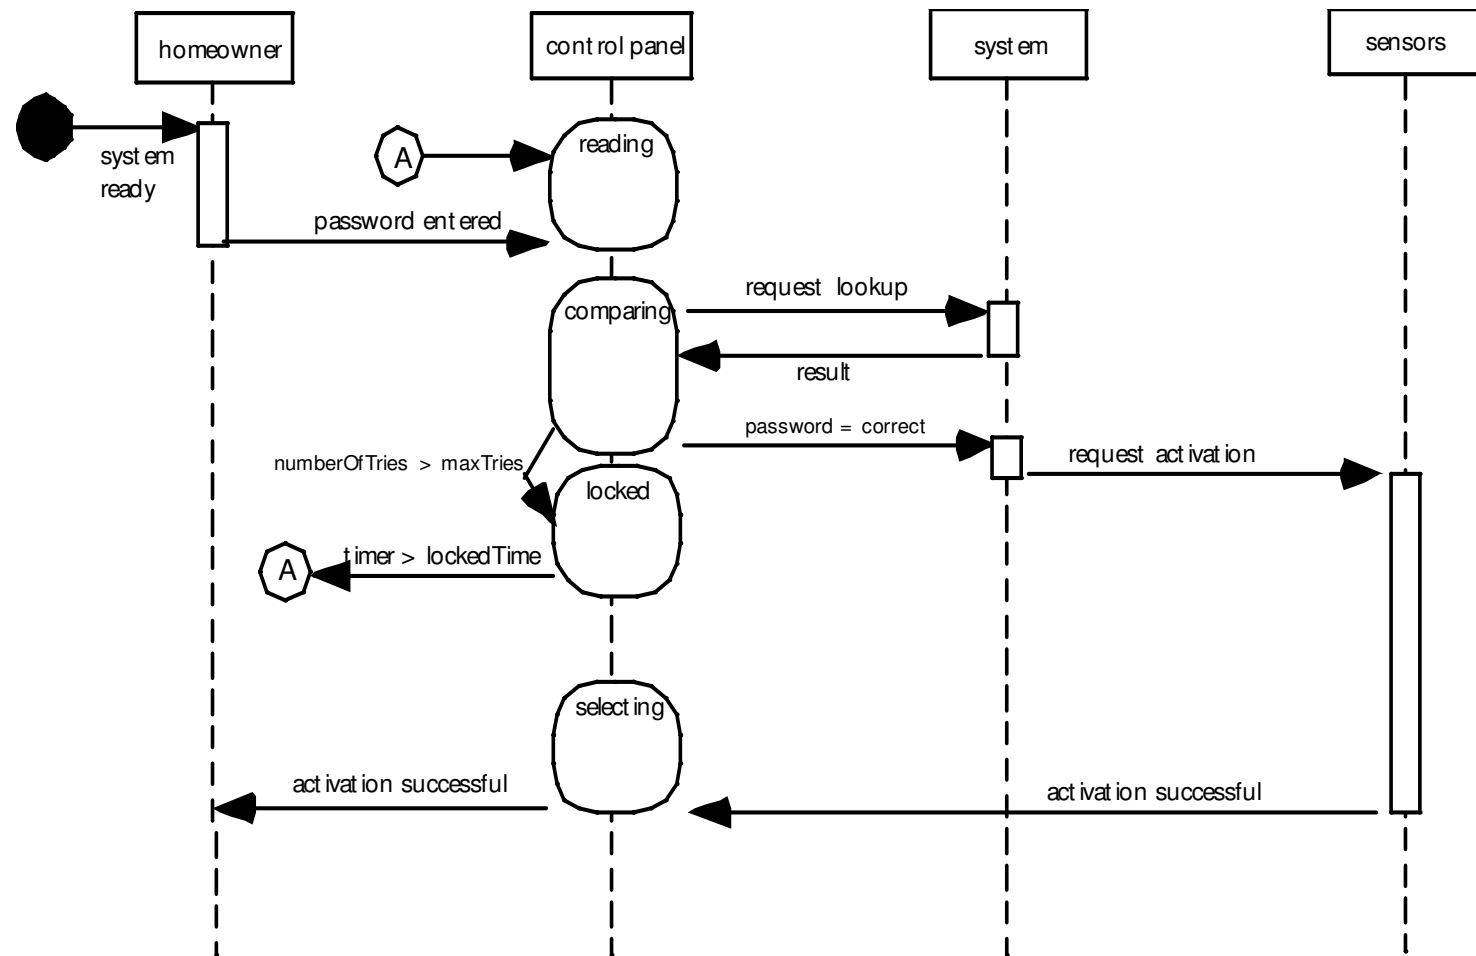 homeowner
control panel
system
sensors
system
ready
A
reading
password entered
request lookup
comparing
result
password = correct
request activation
numberOfTries > maxTries
locked
timer > lockedTime
A
selecting
activation successful
activation successful